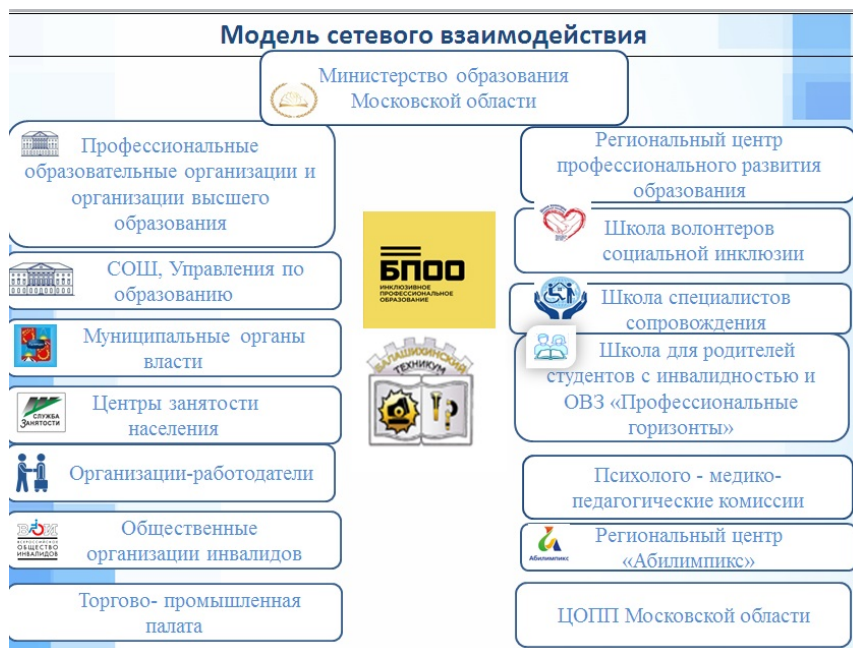 Модель сетевого взаимодействия
Министерство образования
Московской области
Профессиональные
образовательные организации и
организации высшего
образования
СОШ, Управления по
образованию
Муниципальные органы
власти
СЛУЖБА
ЗАНЯТОСТИ
Центры занятости
населения
Организации-работодатели
ВОИ
ВСЕРОССИЙСКОЕ
ОБЩЕСТВО
ИНВАЛИДОВ
Общественные
организации инвалидов
Торгово- промышленная
палата
БПОО
ИНКЛЮЗИВНОЕ
ПРОФЕССИОНАЛЬНОЕ
ОБРАЗОВАНИЕ
БАЛАШИХИНСКИЙ
ТЕХНИКУМ
Региональный центр
профессионального развития
образования
Школа волонтеров
социальной инклюзии
Школа специалистов
сопровождения
Школа для родителей
студентов с инвалидностью и
ОВЗ «Профессиональные
горизонты»
Психолого - медико-
педагогические комиссии
Абилимпикс
Региональный центр
«Абилимпикс»
ЦОПП Московской области